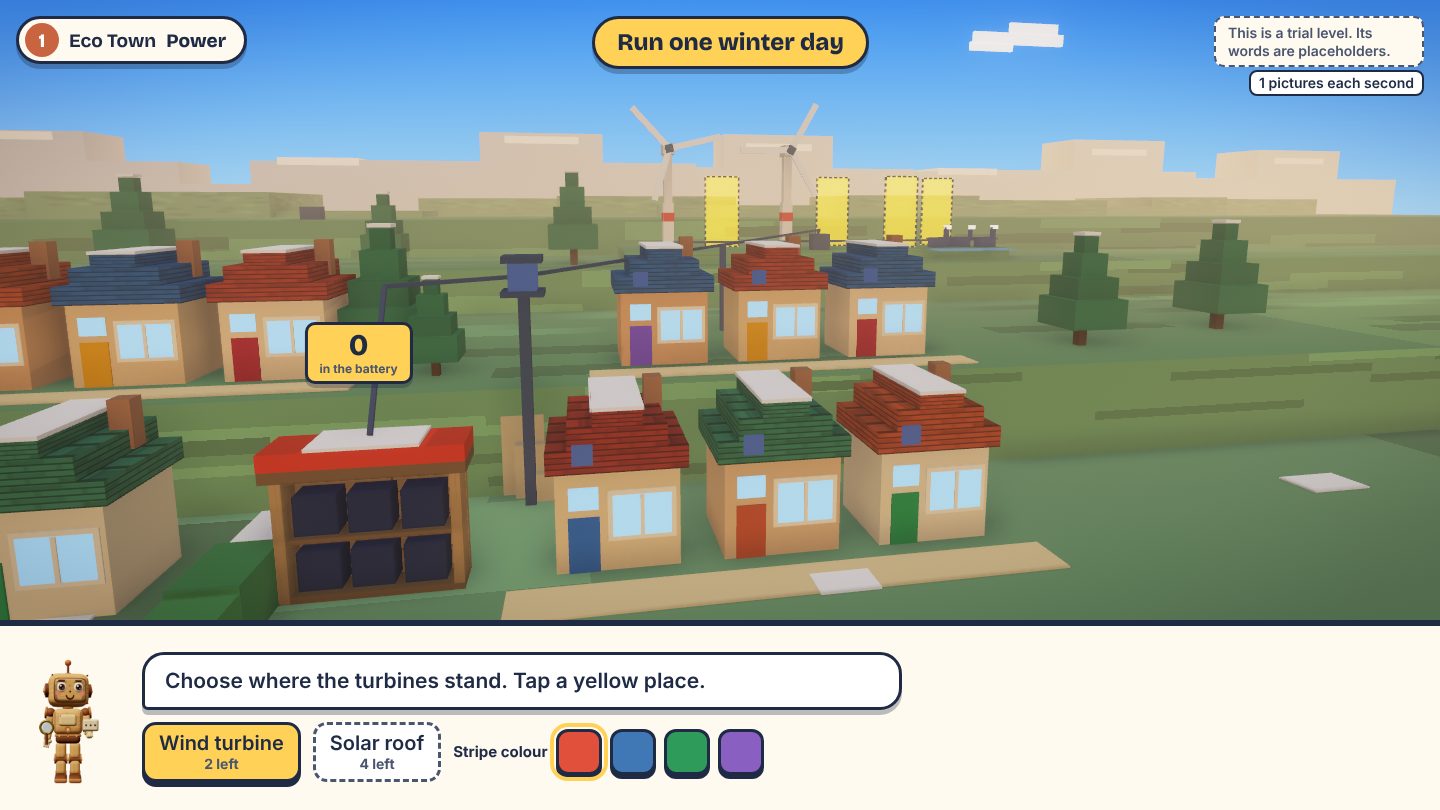 1 Eco Town Power
Run one winter day
This is a trial level. Its
words are placeholders.
1 pictures each second
0
in the battery
Choose where the turbines stand. Tap a yellow place.
Wind turbine
2 left
Solar roof
4 left
Stripe colour